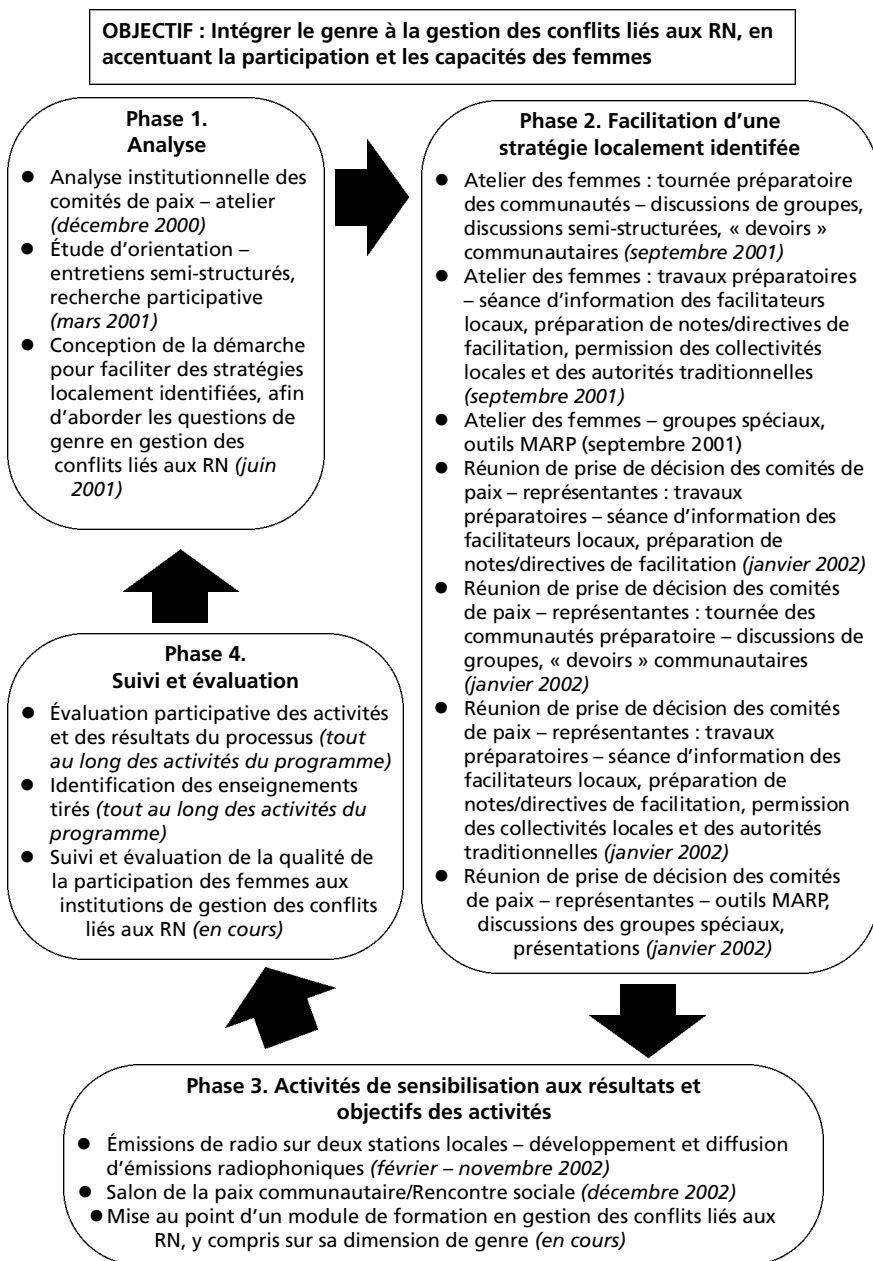 OBJECTIF : Intégrer le genre à la gestion des conflits liés aux RN, en
accentuant la participation et les capacités des femmes
Phase 1.
Analyse
● Analyse institutionnelle des
comités de paix – atelier
(décembre 2000)
● Étude d'orientation –
entretiens semi-structurés,
recherche participative
(mars 2001)
● Conception de la démarche
pour faciliter des stratégies
localement identifiées, afin
d'aborder les questions de
genre en gestion des
conflits liés aux RN (juin
2001)
Phase 2. Facilitation d'une
stratégie localement identifée
● Atelier des femmes : tournée préparatoire
des communautés – discussions de groupes,
discussions semi-structurées, « devoirs »
communautaires (septembre 2001)
● Atelier des femmes : travaux préparatoires
– séance d'information des facilitateurs
locaux, préparation de notes/directives de
facilitation, permission des collectivités
locales et des autorités traditionnelles
(septembre 2001)
● Atelier des femmes – groupes spéciaux,
outils MARP (septembre 2001)
● Réunion de prise de décision des comités de
paix – représentantes : travaux
préparatoires – séance d'information des
facilitateurs locaux, préparation de
notes/directives de facilitation (janvier 2002)
● Réunion de prise de décision des comités
de paix – représentantes : tournée des
communautés préparatoire – discussions de
groupes, « devoirs » communautaires
(janvier 2002)
● Réunion de prise de décision des comités
de paix – représentantes : travaux
préparatoires – séance d'information des
facilitateurs locaux, préparation de
notes/directives de facilitation, permission
des collectivités locales et des autorités
traditionnelles (janvier 2002)
● Réunion de prise de décision des comités
de paix – représentantes – outils MARP,
discussions des groupes spéciaux,
présentations (janvier 2002)
Phase 3. Activités de sensibilisation aux résultats et
objectifs des activités
● Émissions de radio sur deux stations locales – développement et diffusion
d'émissions radiophoniques (février – novembre 2002)
● Salon de la paix communautaire/Rencontre sociale (décembre 2002)
● Mise au point d'un module de formation en gestion des conflits liés aux
RN, y compris sur sa dimension de genre (en cours)
Phase 4.
Suivi et évaluation
● Évaluation participative des activités
et des résultats du processus (tout
au long des activités du programme)
● Identification des enseignements
tirés (tout au long des activités du
programme)
● Suivi et évaluation de la qualité de
la participation des femmes aux
institutions de gestion des conflits
liés aux RN (en cours)